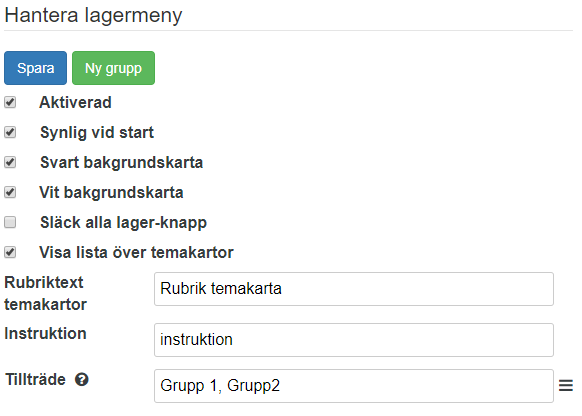 Hantera lagermeny
Spara Ny grupp
Aktiverad
Synlig vid start
Svart bakgrundskarta
Vit bakgrundskarta
Släck alla lager-knapp
Visa lista över temakartor
Rubriktext
temakartor
Rubrik temakarta
Instruktion
instruktion
Tillträde ?
Grupp 1, Grupp2